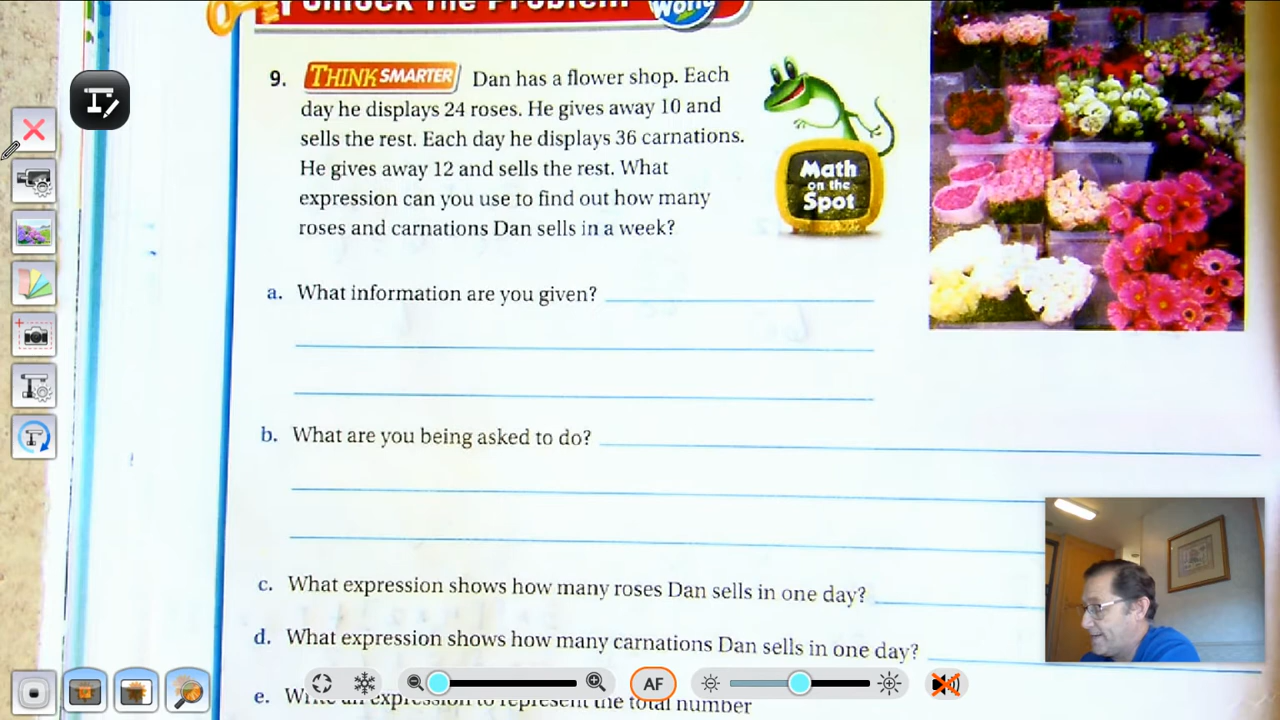 Unlock the Problem
World
9. THINK SMARTER Dan has a flower shop. Each
day he displays 24 roses. He gives away 10 and
sells the rest. Each day he displays 36 carnations.
He gives away 12 and sells the rest. What
expression can you use to find out how many
roses and carnations Dan sells in a week?
Math
on the
Spot
a. What information are you given?
b. What are you being asked to do?
c. What expression shows how many roses Dan sells in one day?
d. What expression shows how many carnations Dan sells in one day?
e. Write an expression to represent the total number
AF